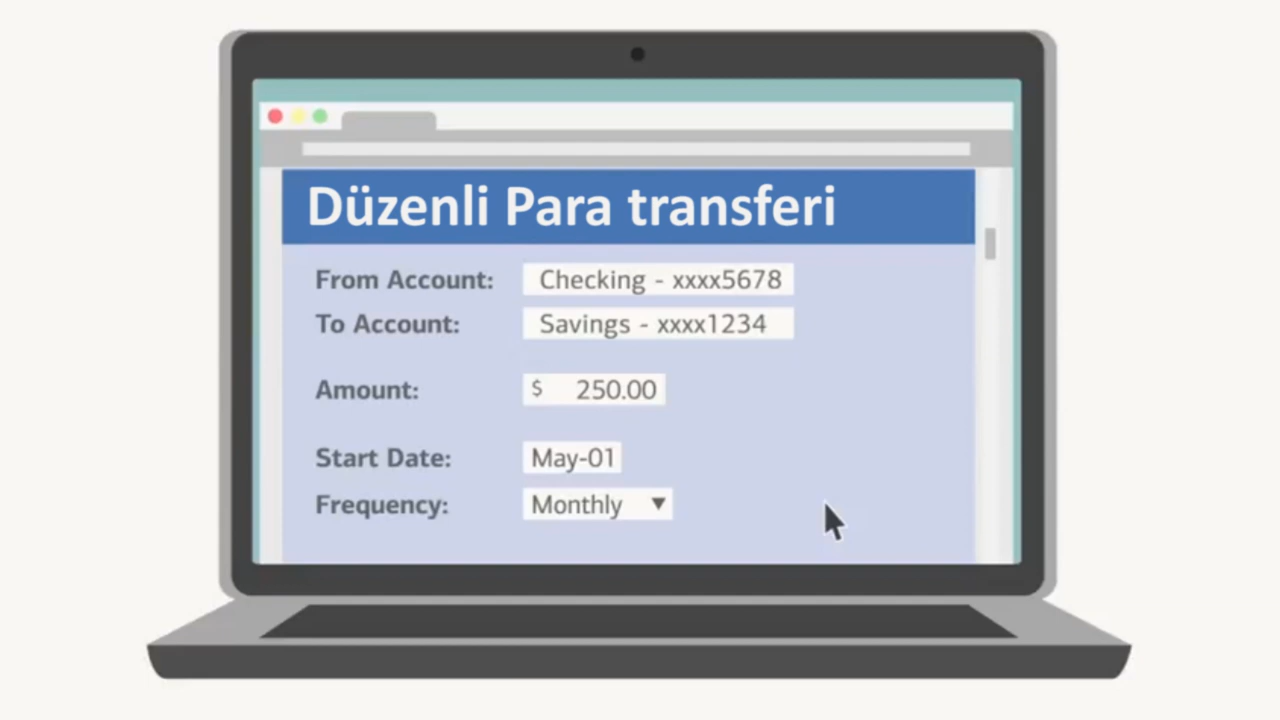 Düzenli Para transferi
From Account: Checking - xxxx5678
To Account: Savings - xxxx1234
Amount: $ 250.00
Start Date: May-01
Frequency: Monthly